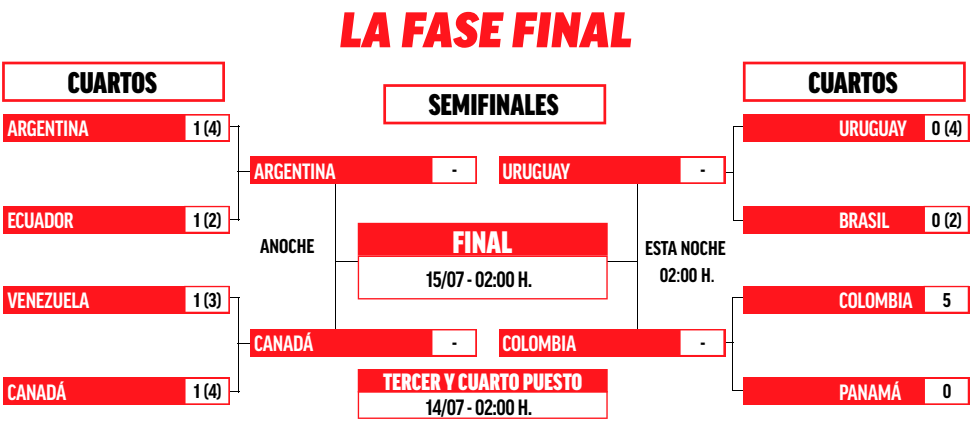 LA FASE FINAL
CUARTOS
SEMIFINALES
CUARTOS
ARGENTINA 1 (4)
ECUADOR 1 (2)
VENEZUELA 1 (3)
CANADÁ 1 (4)
ARGENTINA -
ANOCHE
CANADÁ -
FINAL
15/07 - 02:00 H.
TERCER Y CUARTO PUESTO
14/07 - 02:00 H.
URUGUAY -
ESTA NOCHE
02:00 H.
COLOMBIA -
URUGUAY 0 (4)
BRASIL 0 (2)
COLOMBIA 5
PANAMÁ 0